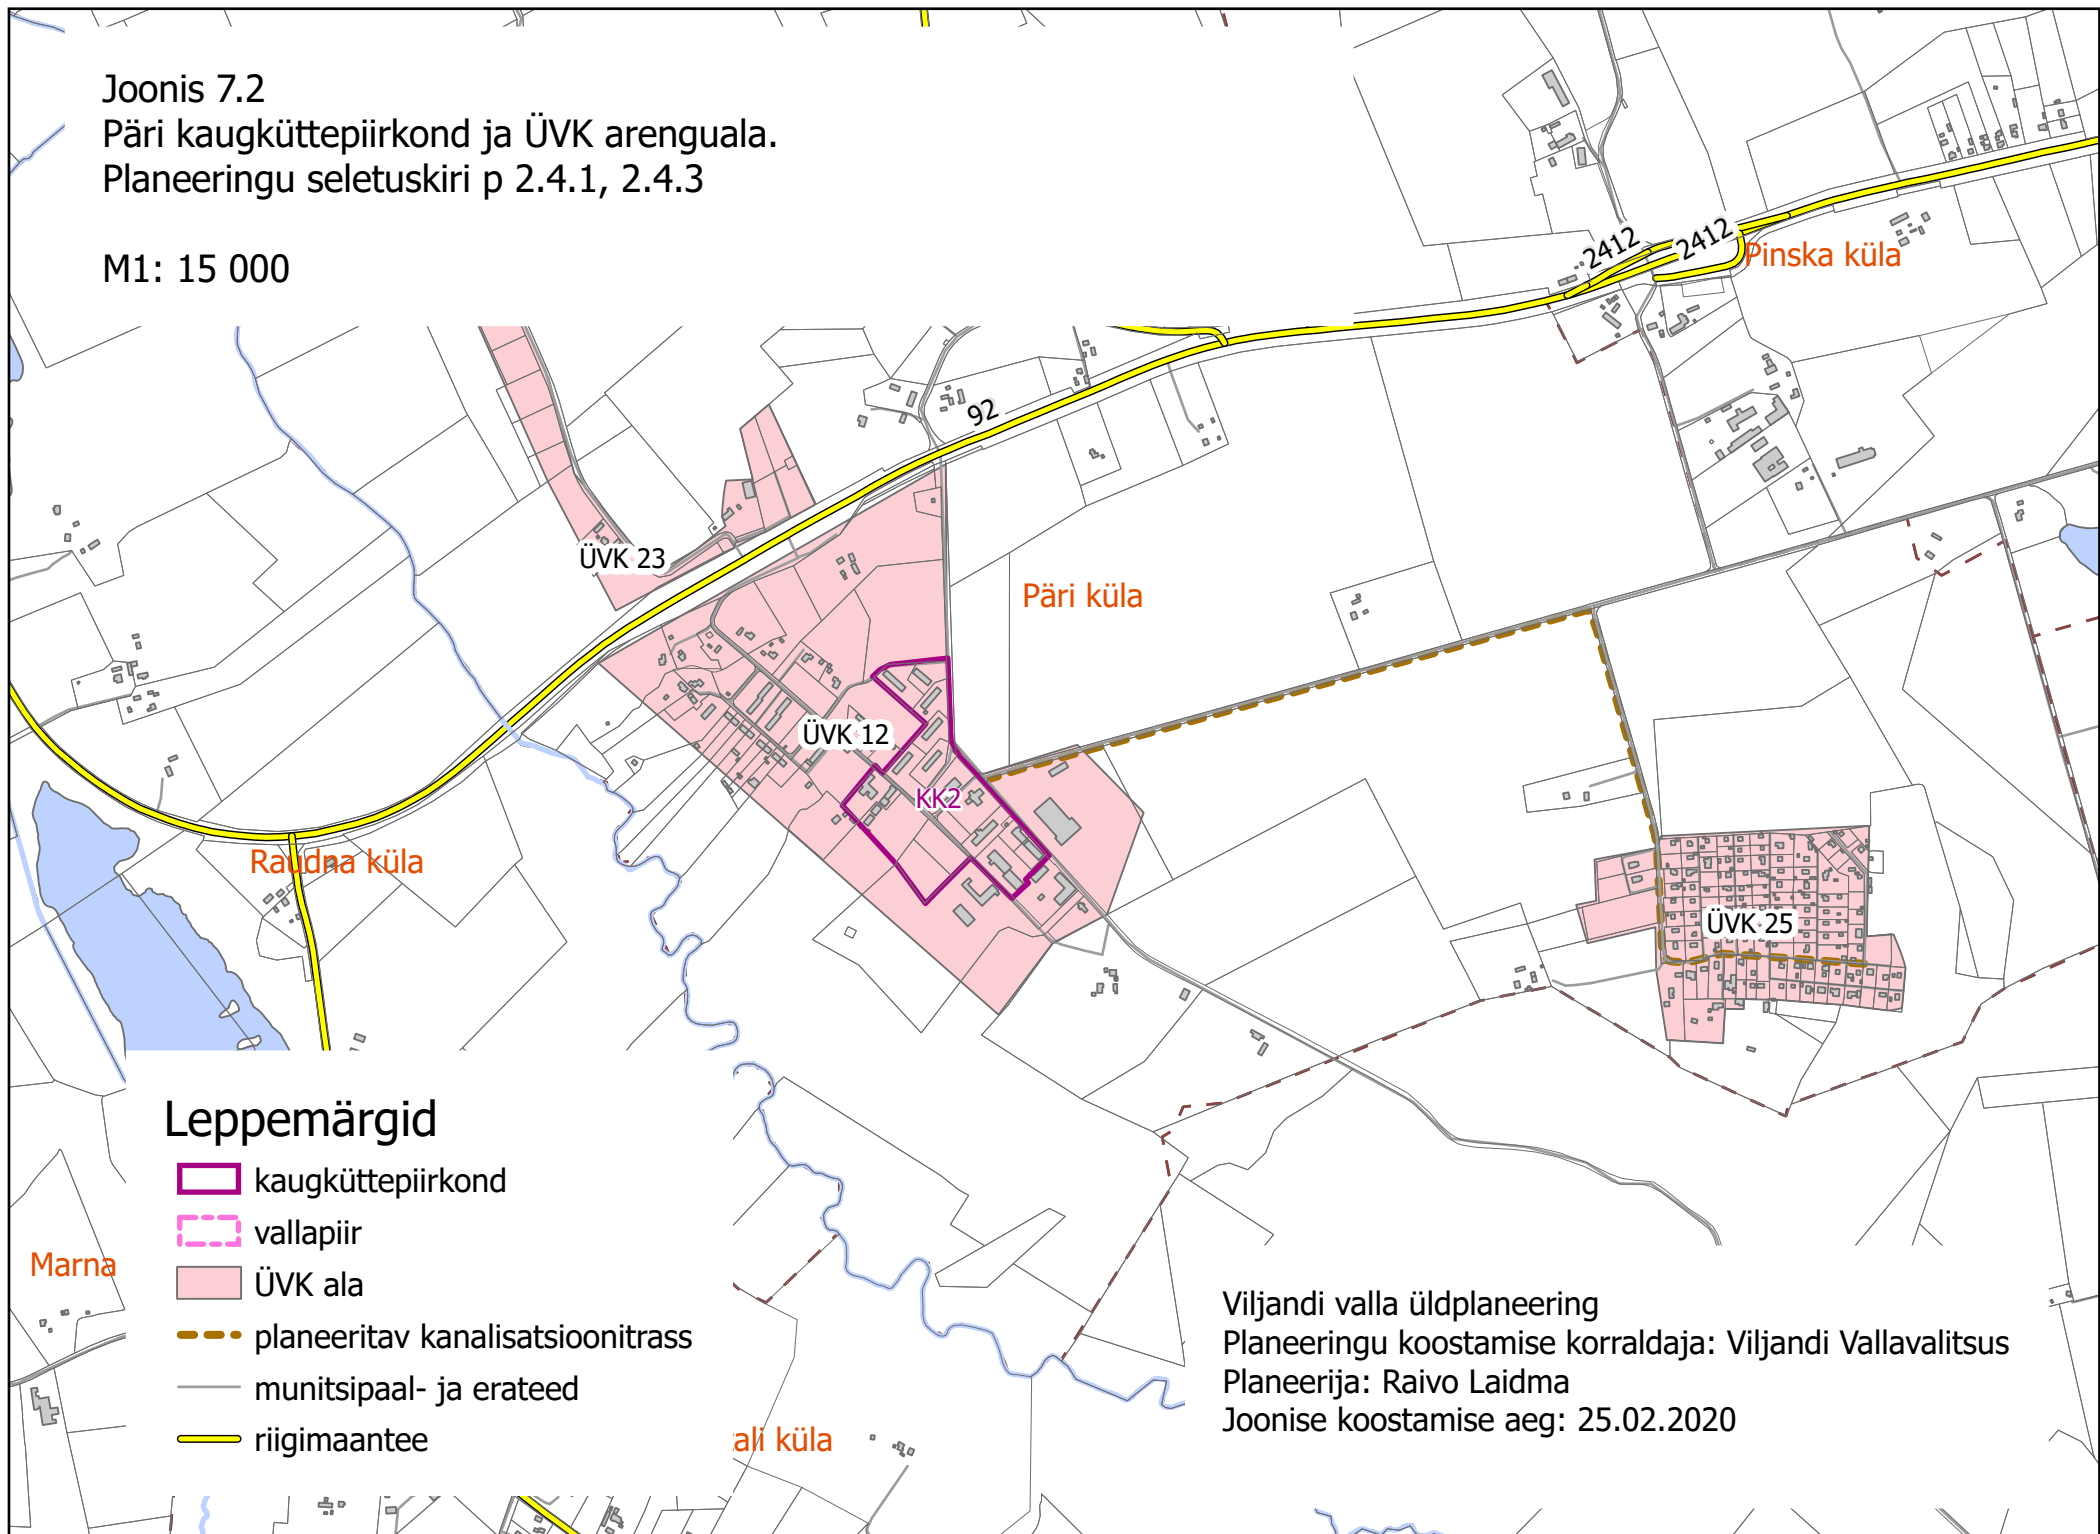 Joonis 7.2
Päri kaugküttepiirkond ja ÜVK arenguala.
Planeeringu seletuskiri p 2.4.1, 2.4.3
M1: 15 000
2412
2412
Pinska küla
92
ÜVK 23
Päri küla
ÜVK 12
KK2
Raudna küla
ÜVK 25
Leppemärgid
kaugküttepiirkond
vallapiir
ÜVK ala
planeeritav kanalisatsioonitrass
munitsipaal- ja erateed
riigimaantee
Marna
ali küla
Viljandi valla üldplaneering
Planeeringu koostamise korraldaja: Viljandi Vallavalitsus
Planeerija: Raivo Laidma
Joonise koostamise aeg: 25.02.2020